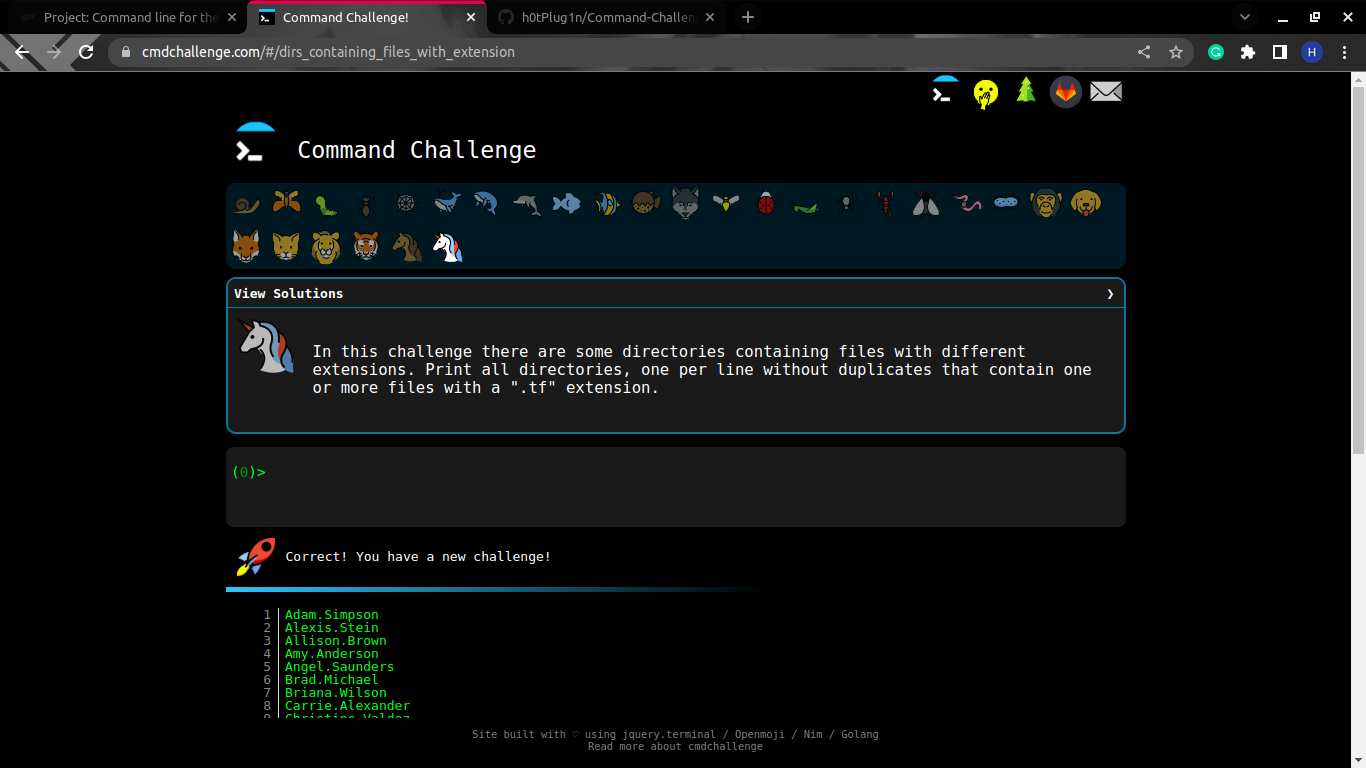 Project: Command line for the
Command Challenge!
h0tPlug1n/Command-Challen
cmdchallenge.com/#/dirs_containing_files_with_extension
G
H
Command Challenge
View Solutions
In this challenge there are some directories containing files with different
extensions. Print all directories, one per line without duplicates that contain one
or more files with a ".tf" extension.
(0)>
Correct! You have a new challenge!
1 Adam.Simpson
2 Alexis.Stein
3 Allison.Brown
4 Amy.Anderson
5 Angel.Saunders
6 Brad.Michael
7 Briana.Wilson
8 Carrie.Alexander
9 Christine.Valdez
Site built with ♡ using jquery.terminal / Openmoji / Nim / Golang
Read more about cmdchallenge